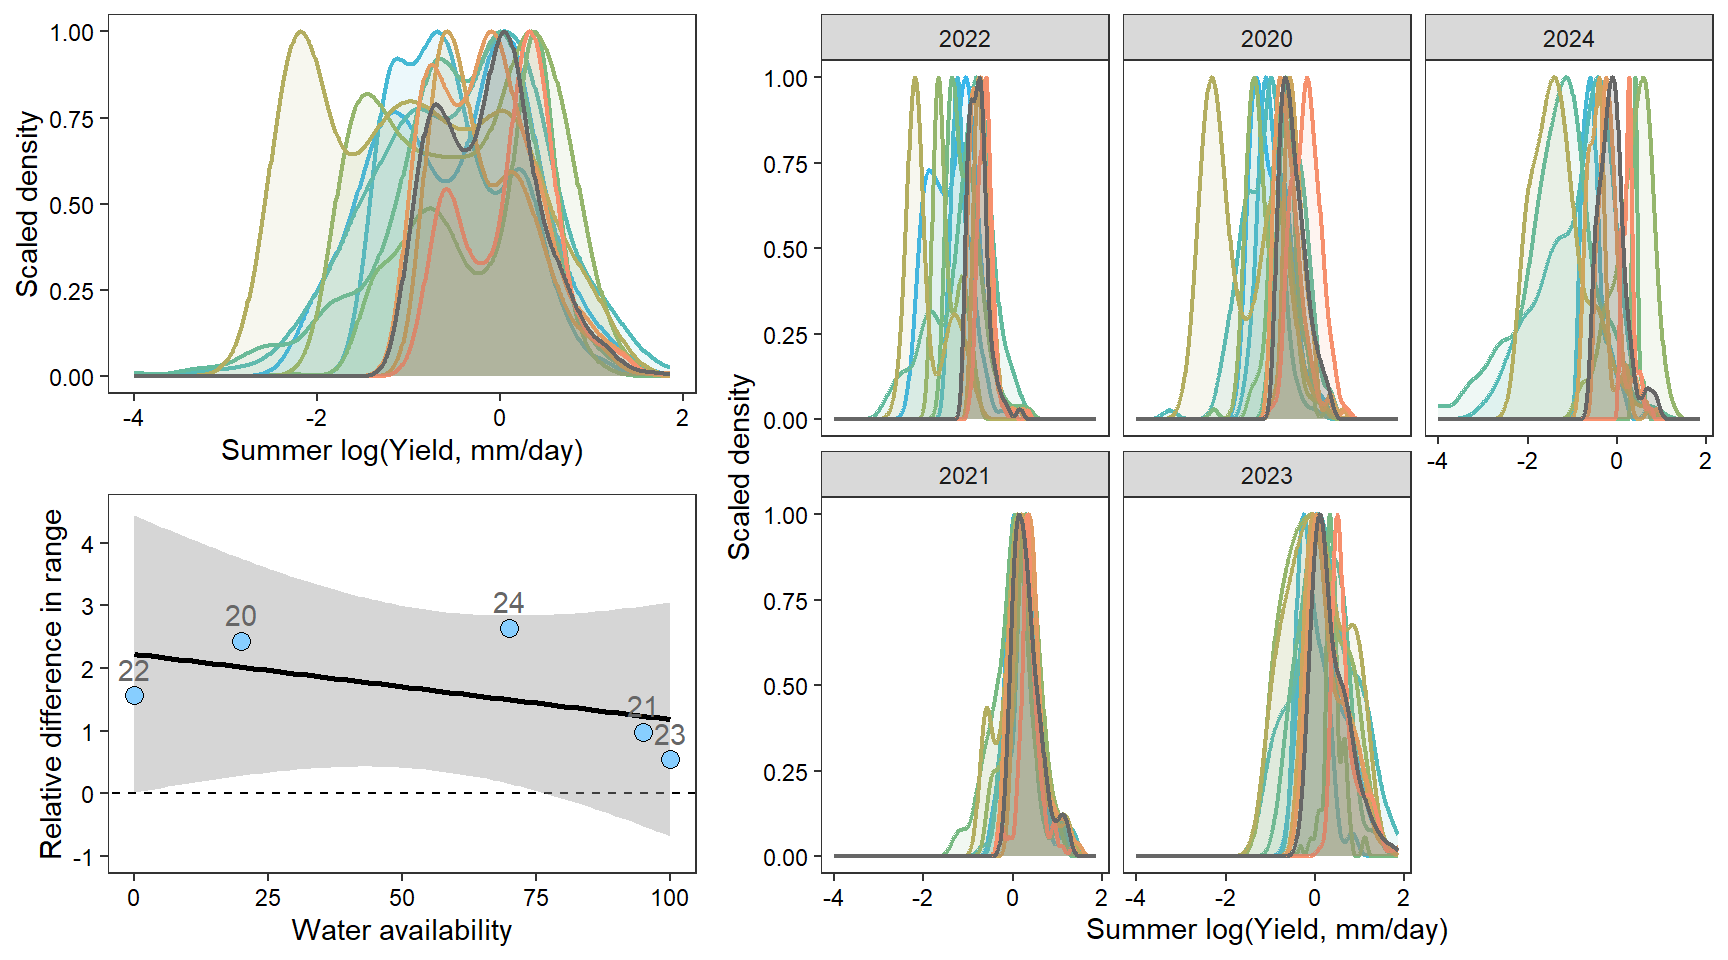 Scaled density
1.00
0.75
0.50
0.25
0.00
-4 -2 0 2
Summer log(Yield, mm/day)
Relative difference in range
4
3
2
1
0
-1
22
20
24
21
23
0 25 50 75 100
Water availability
Scaled density
2022 2020 2024
1.00
0.75
0.50
0.25
0.00
-4 -2 0 2
2021 2023
1.00
0.75
0.50
0.25
0.00
-4 -2 0 2 -4 -2 0 2
Summer log(Yield, mm/day)